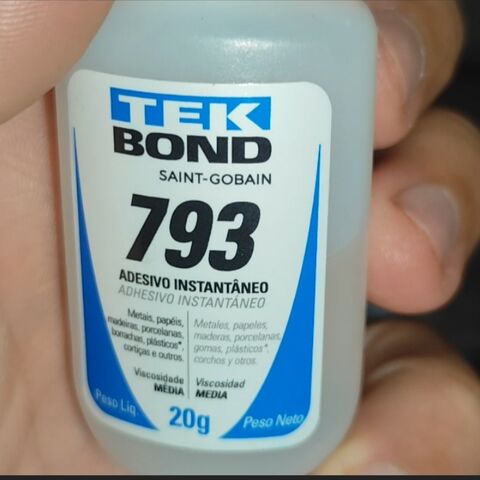 TEK
BOND
SAINT-GOBAIN
793
ADESIVO INSTANTÂNEO
ADHESIVO INSTANTÁNEO
Metais, papéis,
madeiras, porcelanas,
borrachas, plásticos*,
cortiças e outros.
Metales, papeles,
maderas, porcelanas,
gomas, plásticos*,
corchos y otros.
Viscosidade
MÉDIA
Viscosidad
MEDIA
Peso Líq.
20g
Peso Neto